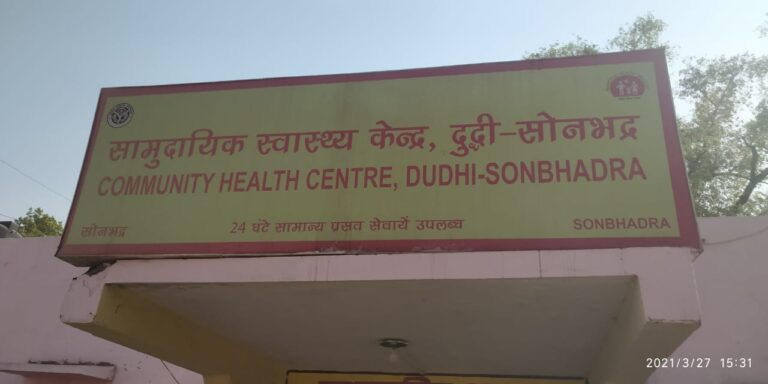 सामुदायिक स्वास्थ्य केन्द्र, दुद्धी-सोनभद्र
COMMUNITY HEALTH CENTRE, DUDHI-SONBHADRA
सोनभद्र 24 घंटे सामान्य प्रसव सेवायें उपलब्ध SONBHADRA
2021/3/27 15:31